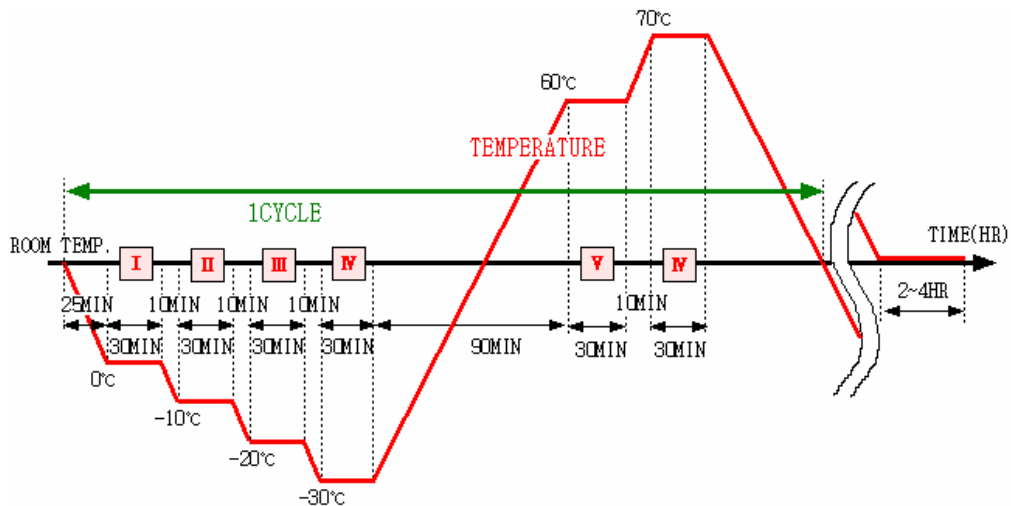 70℃
60℃
TEMPERATURE
1CYCLE
ROOM TEMP.
TIME(HR)
Ⅰ Ⅱ Ⅲ Ⅳ Ⅴ Ⅳ
25MIN 10MIN 10MIN 10MIN 10MIN 2~4HR
30MIN 30MIN 30MIN 30MIN 90MIN 30MIN 30MIN
0℃
-10℃
-20℃
-30℃